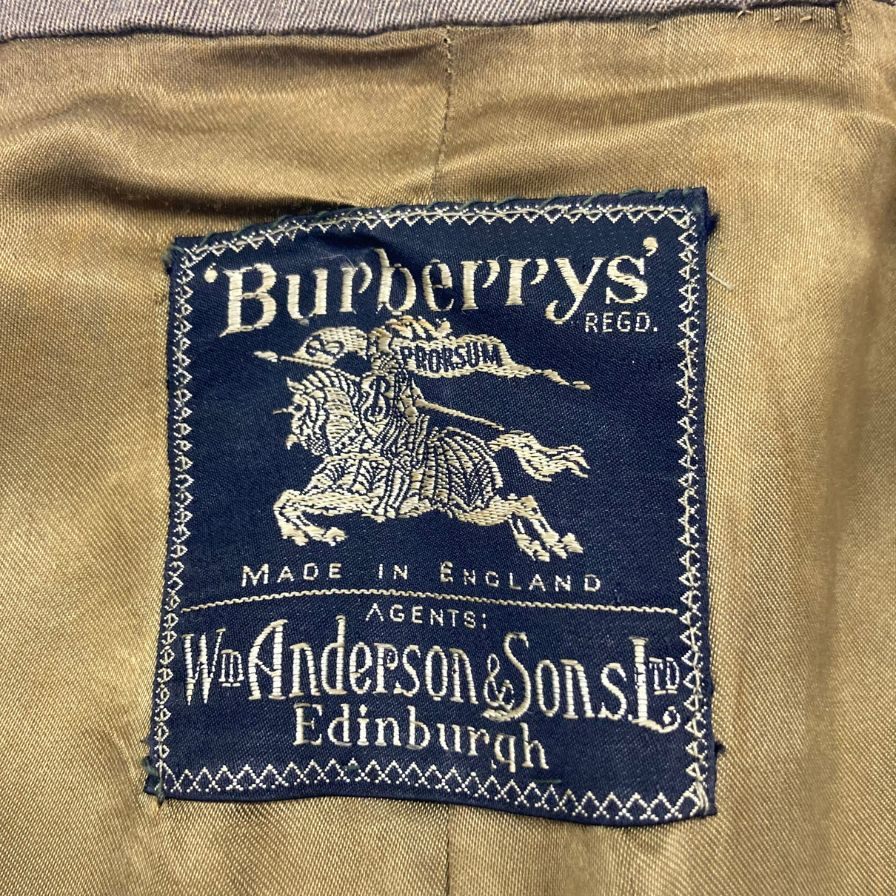 'Burberrys'
REGD.
PRORSUM
B
MADE IN ENGLAND
AGENTS:
Wm Anderson & Sons. LTD
Edinburgh